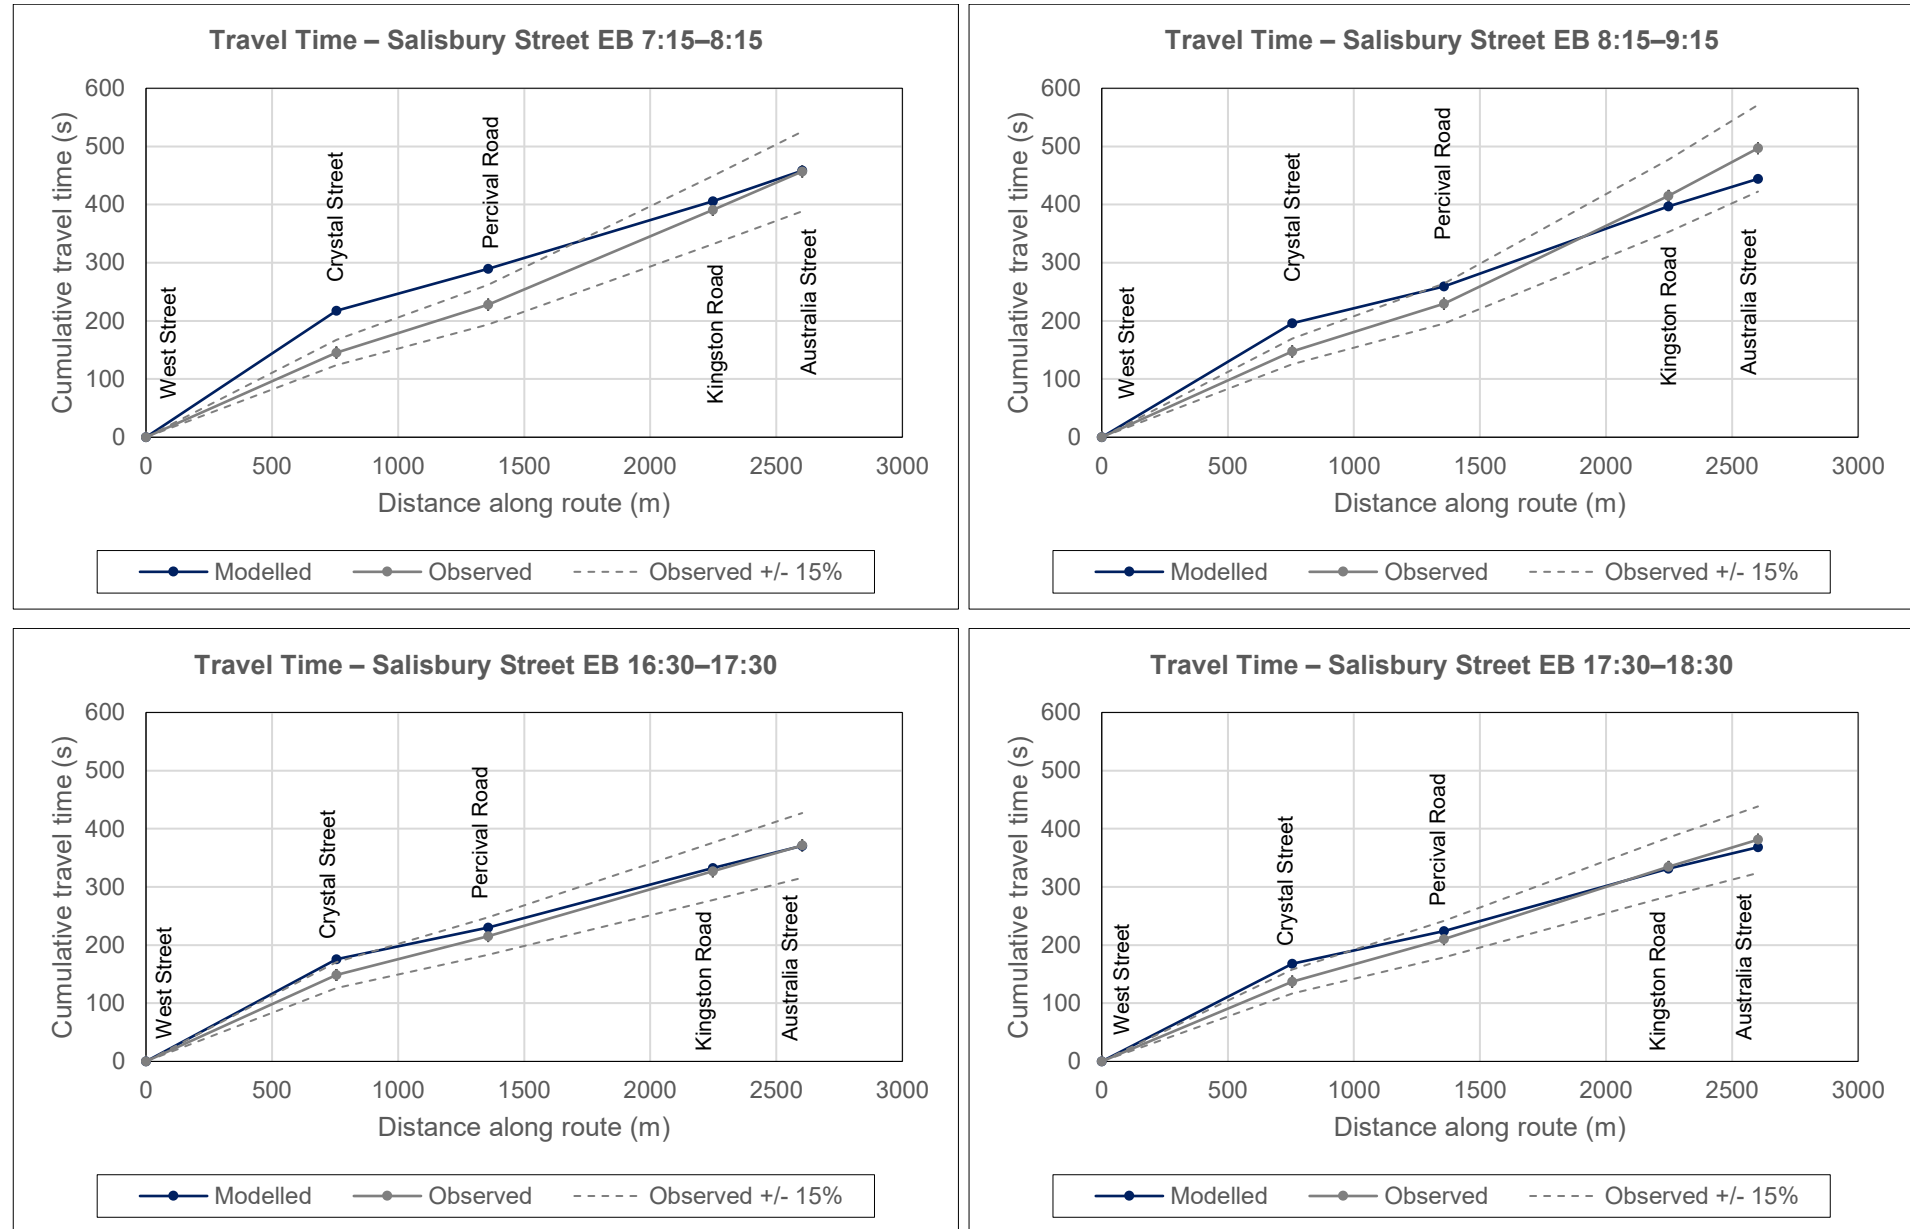 Travel Time – Salisbury Street EB 7:15–8:15
Cumulative travel time (s)
600
500
400
300
200
100
0
West Street
Crystal Street
Percival Road
Kingston Road
Australia Street
0 500 1000 1500 2000 2500 3000
Distance along route (m)
Modelled Observed Observed +/- 15%
Travel Time – Salisbury Street EB 8:15–9:15
Cumulative travel time (s)
600
500
400
300
200
100
0
West Street
Crystal Street
Percival Road
Kingston Road
Australia Street
0 500 1000 1500 2000 2500 3000
Distance along route (m)
Modelled Observed Observed +/- 15%
Travel Time – Salisbury Street EB 16:30–17:30
Cumulative travel time (s)
600
500
400
300
200
100
0
West Street
Crystal Street
Percival Road
Kingston Road
Australia Street
0 500 1000 1500 2000 2500 3000
Distance along route (m)
Modelled Observed Observed +/- 15%
Travel Time – Salisbury Street EB 17:30–18:30
Cumulative travel time (s)
600
500
400
300
200
100
0
West Street
Crystal Street
Percival Road
Kingston Road
Australia Street
0 500 1000 1500 2000 2500 3000
Distance along route (m)
Modelled Observed Observed +/- 15%